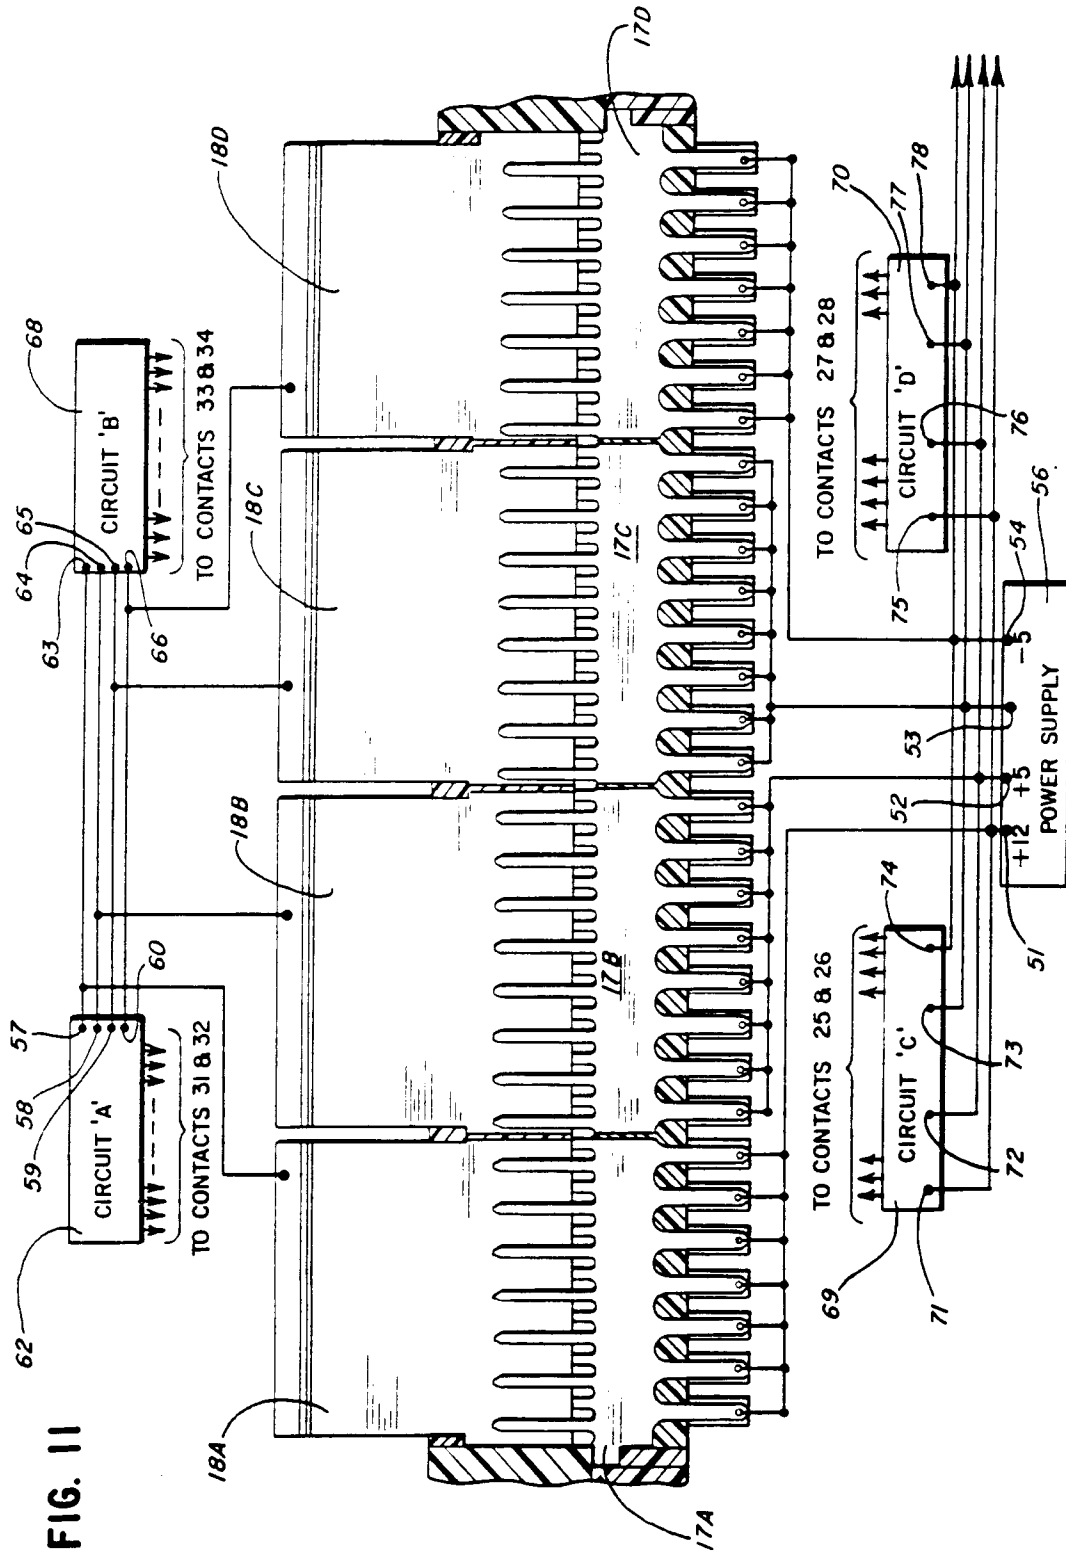 FIG. 11
62
57
58
59
60
CIRCUIT 'A'
TO CONTACTS 31 & 32
63
64
65
66
68
CIRCUIT 'B'
TO CONTACTS 33 & 34
18A
18B
18C
18D
17A
17B
17C
17D
TO CONTACTS 25 & 26
69
CIRCUIT 'C'
71
72
73
74
TO CONTACTS 27 & 28
70
CIRCUIT 'D'
75
76
77
78
51
52
53
54
56
+12
+5
-5
POWER SUPPLY